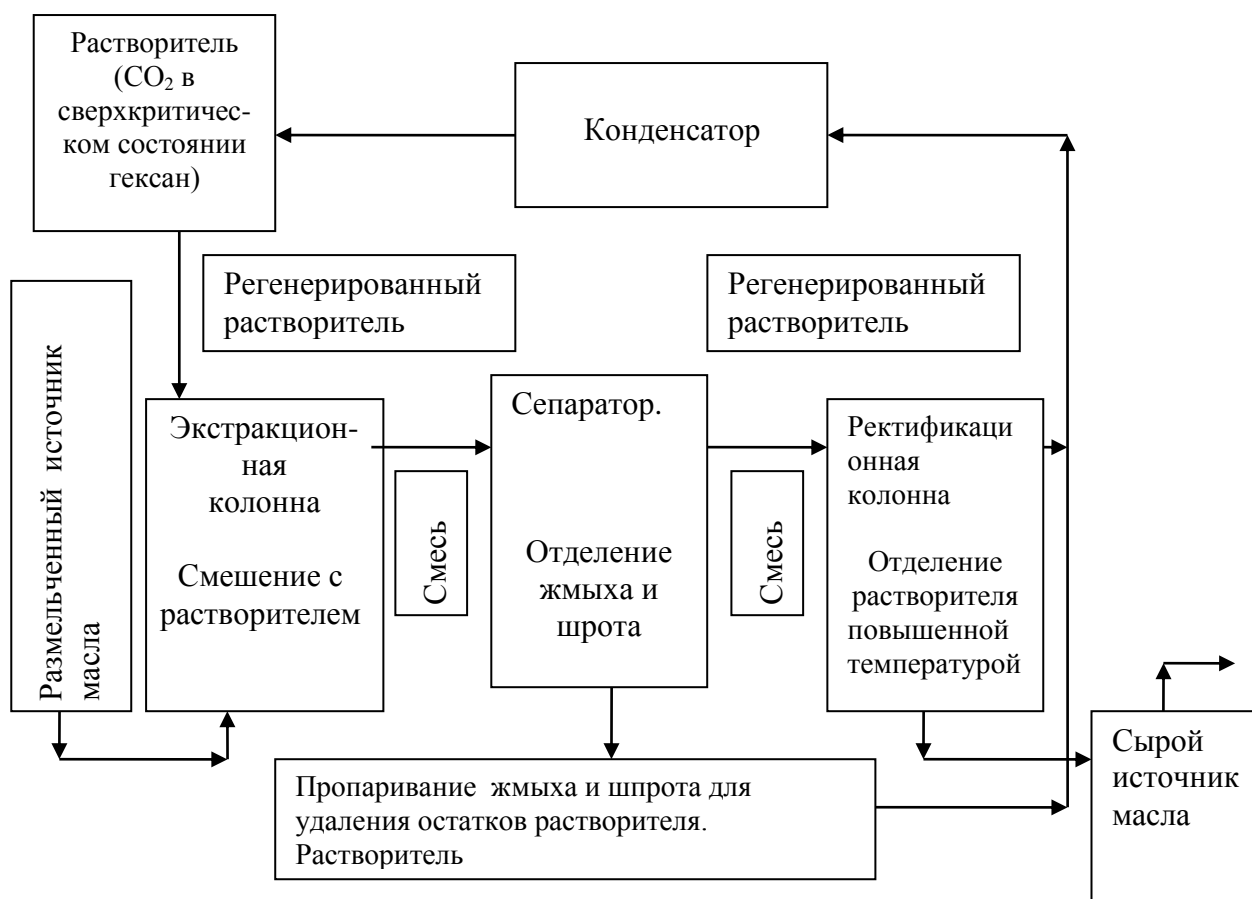 Растворитель
(CO₂ в
сверхкритичес-
ком состоянии
гексан)
Конденсатор
Регенерированный
растворитель
Регенерированный
растворитель
Размельченный источник
масла
Экстракцион-
ная
колонна
Смешение с
растворителем
Смесь
Сепаратор.
Отделение
жмыха и
шрота
Смесь
Ректификаци
онная
колонна
Отделение
растворителя
повышенной
температурой
Пропаривание жмыха и шпрота для
удаления остатков растворителя.
Растворитель
Сырой
источник
масла